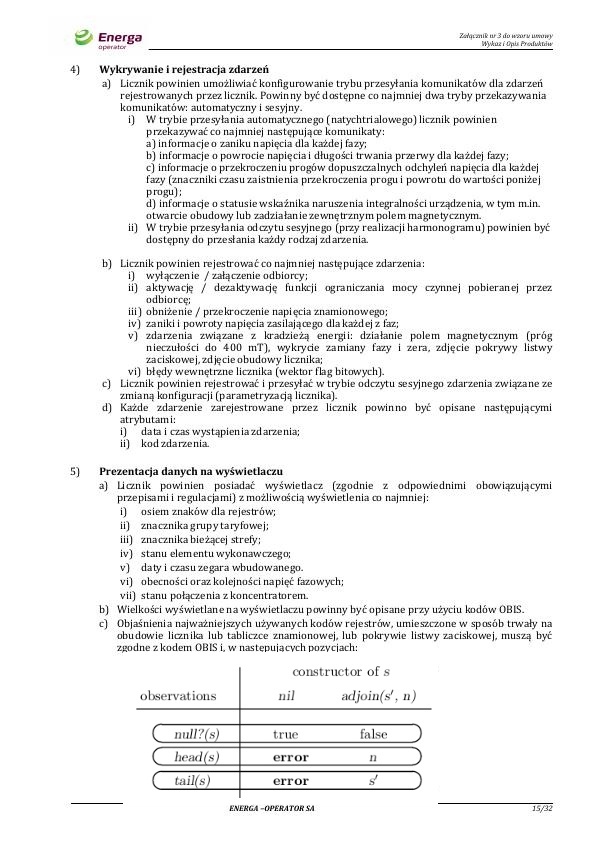 Energa
operator
Załącznik nr 3 do wzoru umowy
Wykaz i Opis Produktów
4) Wykrywanie i rejestracja zdarzeń
a) Licznik powinien umożliwiać konfigurowanie trybu przesyłania komunikatów dla zdarzeń
rejestrowanych przez licznik. Powinny być dostępne co najmniej dwa tryby przekazywania
komunikatów: automatyczny i sesyjny.
i) W trybie przesyłania automatycznego (natychtrialowego) licznik powinien
przekazywać co najmniej następujące komunikaty:
a) informacje o zaniku napięcia dla każdej fazy;
b) informacje o powrocie napięcia i długości trwania przerwy dla każdej fazy;
c) informacje o przekroczeniu progów dopuszczalnych odchyleń napięcia dla każdej
fazy (znaczniki czasu zaistnienia przekroczenia progu i powrotu do wartości poniżej
progu);
d) informacje o statusie wskaźnika naruszenia integralności urządzenia, w tym m.in.
otwarcie obudowy lub zadziałanie zewnętrznym polem magnetycznym.
ii) W trybie przesyłania odczytu sesyjnego (przy realizacji harmonogramu) powinien być
dostępny do przesłania każdy rodzaj zdarzenia.
b) Licznik powinien rejestrować co najmniej następujące zdarzenia:
i) wyłączenie / załączenie odbiorcy;
ii) aktywację / dezaktywację funkcji ograniczania mocy czynnej pobieranej przez
odbiorcę;
iii) obniżenie / przekroczenie napięcia znamionowego;
iv) zaniki i powroty napięcia zasilającego dla każdej z faz;
v) zdarzenia związane z kradzieżą energii: działanie polem magnetycznym (próg
nieczułości do 400 mT), wykrycie zamiany fazy i zera, zdjęcie pokrywy listwy
zaciskowej, zdjęcie obudowy licznika;
vi) błędy wewnętrzne licznika (wektor flag bitowych).
c) Licznik powinien rejestrować i przesyłać w trybie odczytu sesyjnego zdarzenia związane ze
zmianą konfiguracji (parametryzacją licznika).
d) Każde zdarzenie zarejestrowane przez licznik powinno być opisane następującymi
atrybutami:
i) data i czas wystąpienia zdarzenia;
ii) kod zdarzenia.
5) Prezentacja danych na wyświetlaczu
a) Licznik powinien posiadać wyświetlacz (zgodnie z odpowiednimi obowiązującymi
przepisami i regulacjami) z możliwością wyświetlenia co najmniej:
i) osiem znaków dla rejestrów;
ii) znacznika grupy taryfowej;
iii) znacznika bieżącej strefy;
iv) stanu elementu wykonawczego;
v) daty i czasu zegara wbudowanego.
vi) obecności oraz kolejności napięć fazowych;
vii) stanu połączenia z koncentratorem.
b) Wielkości wyświetlane na wyświetlaczu powinny być opisane przy użyciu kodów OBIS.
c) Objaśnienia najważniejszych używanych kodów rejestrów, umieszczone w sposób trwały na
obudowie licznika lub tabliczce znamionowej, lub pokrywie listwy zaciskowej, muszą być
zgodne z kodem OBIS i, w następujących pozycjach:
constructor of s
observations nil adjoin(s′, n)
null?(s) true false
head(s) error n
tail(s) error s′
ENERGA –OPERATOR SA
15/32